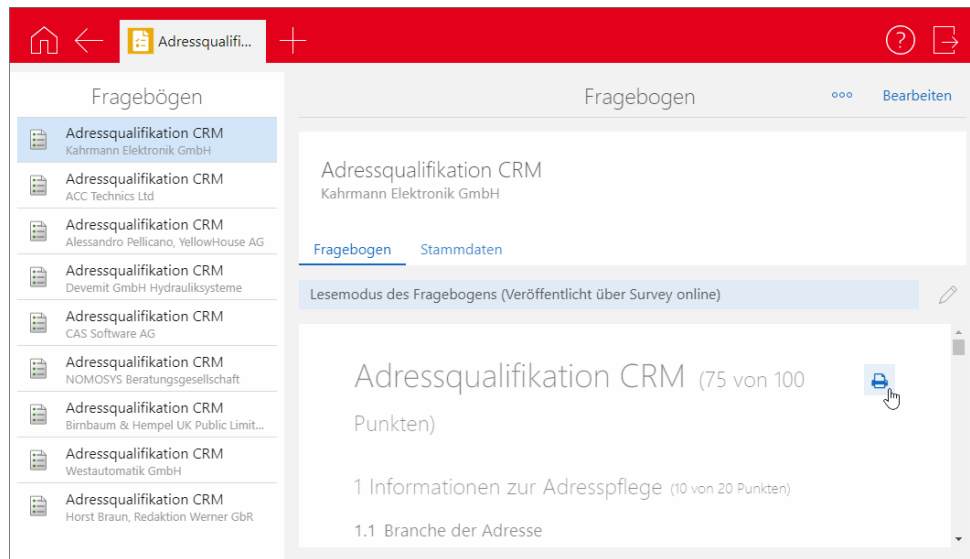 Adressqualifi...
Fragebögen
Adressqualifikation CRM
Kahrmann Elektronik GmbH
Adressqualifikation CRM
ACC Technics Ltd
Adressqualifikation CRM
Alessandro Pellicano, YellowHouse AG
Adressqualifikation CRM
Devemit GmbH Hydrauliksysteme
Adressqualifikation CRM
CAS Software AG
Adressqualifikation CRM
NOMOSYS Beratungsgesellschaft
Adressqualifikation CRM
Birnbaum & Hempel UK Public Limit...
Adressqualifikation CRM
Westautomatik GmbH
Adressqualifikation CRM
Horst Braun, Redaktion Werner GbR
Fragebogen
Bearbeiten
Adressqualifikation CRM
Kahrmann Elektronik GmbH
Fragebogen Stammdaten
Lesemodus des Fragebogens (Veröffentlicht über Survey online)
Adressqualifikation CRM (75 von 100
Punkten)
1 Informationen zur Adresspflege (10 von 20 Punkten)
1.1 Branche der Adresse